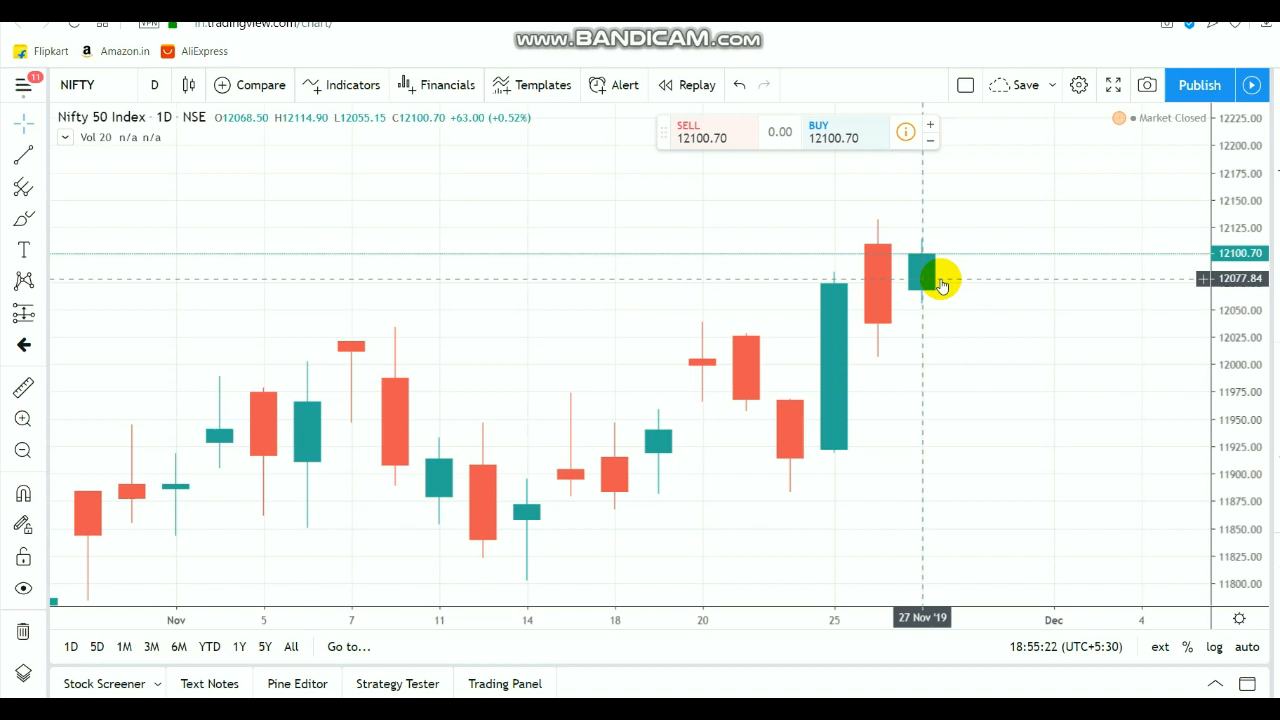 in.tradingview.com/chart/
www.BANDICAM.com
Flipkart
Amazon.in
AliExpress
11
NIFTY
D
Compare
Indicators
Financials
Templates
Alert
Replay
Save
Publish
Nifty 50 Index · 1D · NSE O12068.50 H12114.90 L12055.15 C12100.70 +63.00 (+0.52%)
Vol 20 n/a n/a
SELL
12100.70
0.00
BUY
12100.70
Market Closed
12225.00
12200.00
12175.00
12150.00
12125.00
12100.70
12077.84
12050.00
12025.00
12000.00
11975.00
11950.00
11925.00
11900.00
11875.00
11850.00
11825.00
11800.00
Nov 5 7 11 14 18 20 25 27 Nov '19 Dec 4
1D 5D 1M 3M 6M YTD 1Y 5Y All Go to... 18:55:22 (UTC+5:30) ext % log auto
Stock Screener Text Notes Pine Editor Strategy Tester Trading Panel